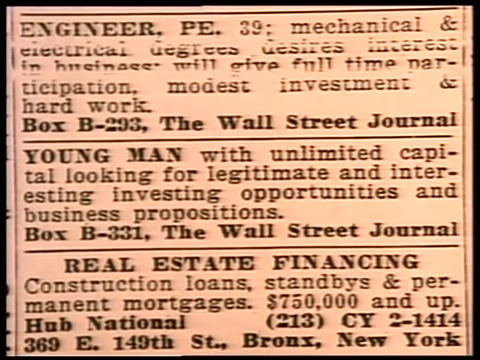 ENGINEER, PE. 39; mechanical &
electrical degrees desires interest
in business; will give full time par-
ticipation, modest investment &
hard work.
Box B-293, The Wall Street Journal
YOUNG MAN with unlimited capi-
tal looking for legitimate and inter-
esting investing opportunities and
business propositions.
Box B-331, The Wall Street Journal
REAL ESTATE FINANCING
Construction loans, standbys & per-
manent mortgages. $750,000 and up.
Hub National (213) CY 2-1414
369 E. 149th St., Bronx, New York